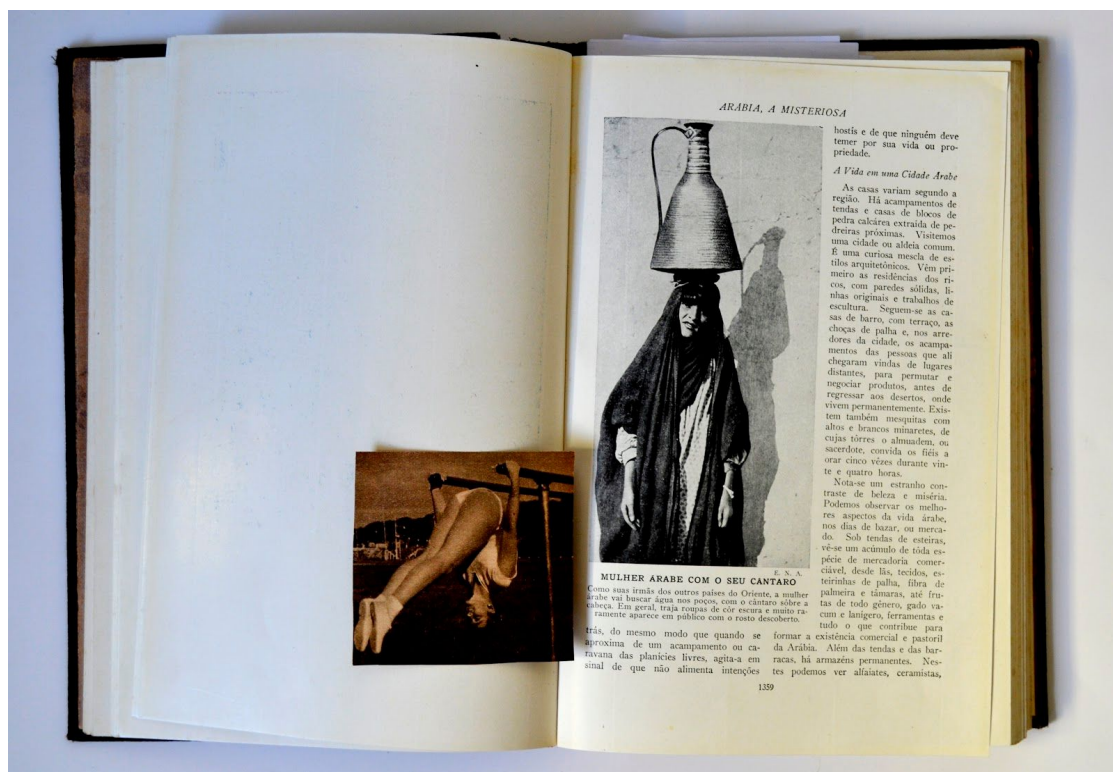 ARABIA, A MISTERIOSA
E. N. A.
MULHER ÁRABE COM O SEU CANTARO
Como suas irmãs dos outros países do Oriente, a mulher
árabe vai buscar água nos poços, com o cântaro sôbre a
cabeça. Em geral, traja roupas de côr escura e muito ra-
ramente aparece em público com o rosto descoberto.
trás, do mesmo modo que quando se
aproxima de um acampamento ou ca-
ravana das planícies livres, agita-a em
sinal de que não alimenta intenções
hostis e de que ninguém deve
temer por sua vida ou pro-
priedade.
A Vida em uma Cidade Árabe
As casas variam segundo a
região. Há acampamentos de
tendas e casas de blocos de
pedra calcárea extraida de pe-
dreiras próximas. Visitemos
uma cidade ou aldeia comum.
É uma curiosa mescla de es-
tilos arquitetônicos. Vêm pri-
meiro as residências dos ri-
cos, com paredes sólidas, li-
nhas originais e trabalhos de
escultura. Seguem-se as ca-
sas de barro, com terraço, as
choças de palha e, nos arre-
dores da cidade, os acampa-
mentos das pessoas que ali
chegaram vindas de lugares
distantes, para permutar e
negociar produtos, antes de
regressar aos desertos, onde
vivem permanentemente. Exis-
tem também mesquitas com
altos e brancos minaretes, de
cujas tôrres o almuadem, ou
sacerdote, convida os fiéis a
orar cinco vêzes durante vin-
te e quatro horas.
Nota-se um estranho con-
traste de beleza e miséria.
Podemos observar os melho-
res aspectos da vida árabe,
nos dias de bazar, ou merca-
do. Sob tendas de esteiras,
vê-se um acúmulo de tôda es-
pécie de mercadoria comer-
ciável, desde lãs, tecidos, es-
teirinhas de palha, fibra de
palmeira e tâmaras, até fru-
tas de todo gênero, gado va-
cum e lanígero, ferramentas e
tudo o que contribue para
formar a existência comercial e pastoril
da Arábia. Além das tendas e das bar-
racas, há armazéns permanentes. Nes-
tes podemos ver alfaiates, ceramistas,
1359